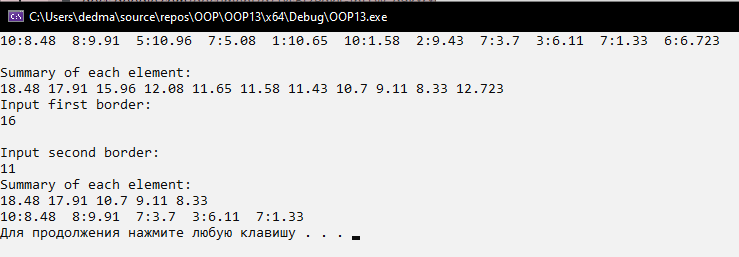 C:\Users\dedma\source\repos\OOP\OOP13\x64\Debug\OOP13.exe
10:8.48  8:9.91  5:10.96  7:5.08  1:10.65  10:1.58  2:9.43  7:3.7  3:6.11  7:1.33  6:6.723
Summary of each element:
18.48 17.91 15.96 12.08 11.65 11.58 11.43 10.7 9.11 8.33 12.723
Input first border:
16
Input second border:
11
Summary of each element:
18.48 17.91 10.7 9.11 8.33
10:8.48  8:9.91  7:3.7  3:6.11  7:1.33
Для продолжения нажмите любую клавишу . . .